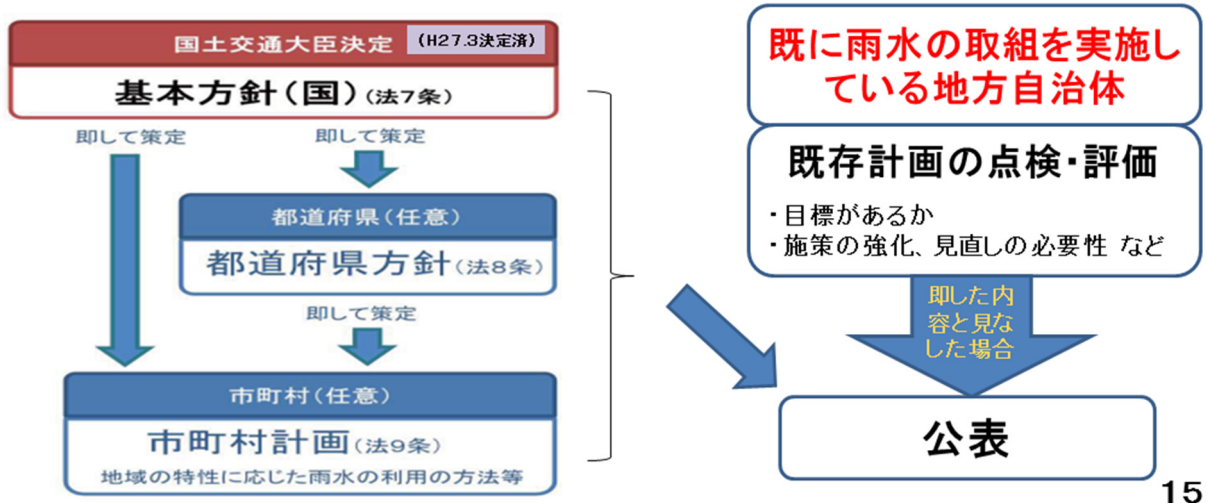 国土交通大臣決定 (H27.3決定済)
基本方針(国)(法7条)
即して策定 即して策定
都道府県(任意)
都道府県方針(法8条)
即して策定
市町村(任意)
市町村計画(法9条)
地域の特性に応じた雨水の利用の方法等
既に雨水の取組を実施し
ている地方自治体
既存計画の点検・評価
・目標があるか
・施策の強化、見直しの必要性 など
即した内
容と見な
した場合
公表
15